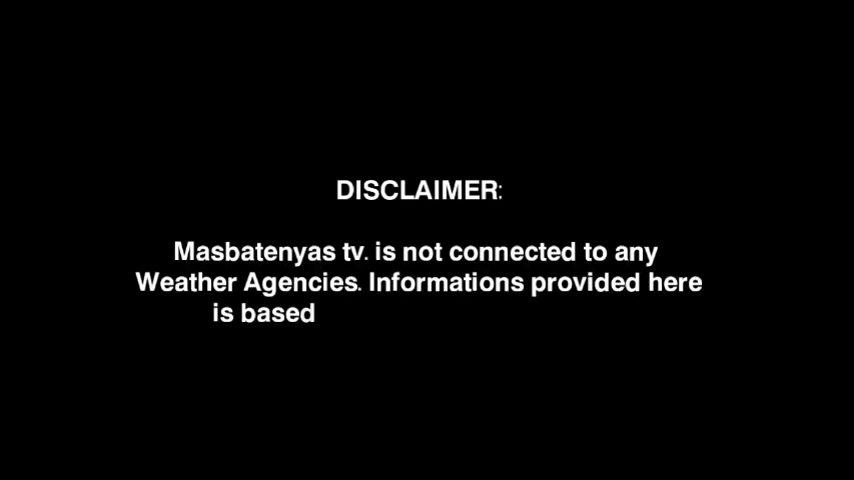 DISCLAIMER:
Masbatenyas tv. is not connected to any
Weather Agencies. Informations provided here
is based